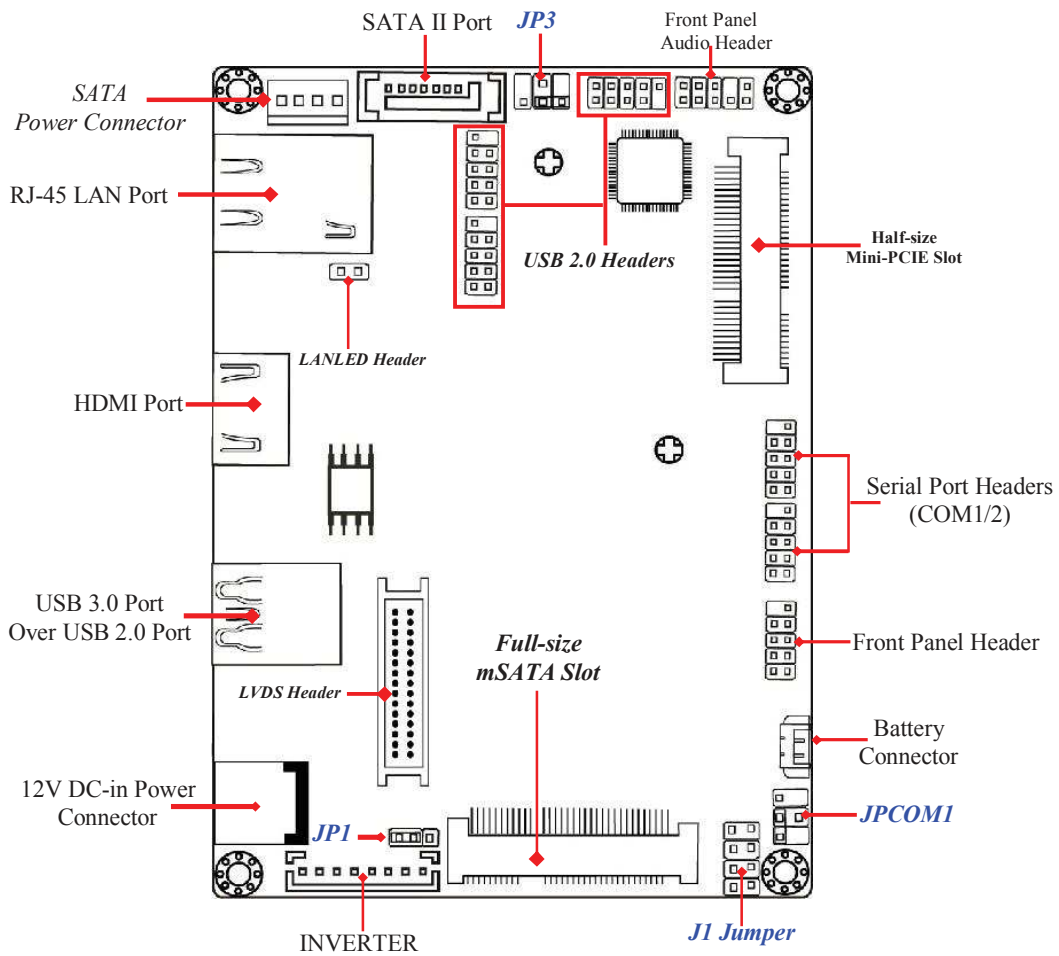 SATA II Port
JP3
Front Panel
Audio Header
SATA
Power Connector
RJ-45 LAN Port
USB 2.0 Headers
Half-size
Mini-PCIE Slot
LANLED Header
HDMI Port
Serial Port Headers
(COM1/2)
USB 3.0 Port
Over USB 2.0 Port
Full-size
mSATA Slot
Front Panel Header
LVDS Header
Battery
Connector
12V DC-in Power
Connector
JP1
JPCOM1
J1 Jumper
INVERTER